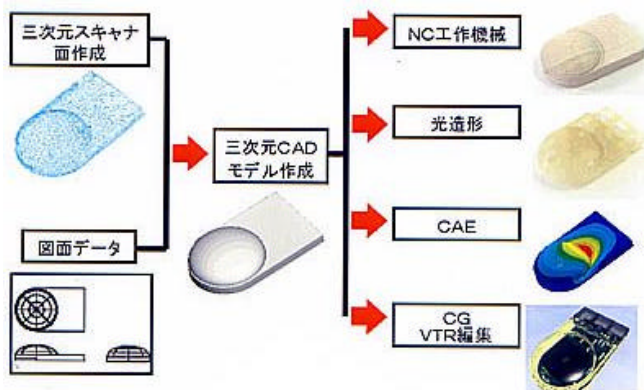 三次元スキャナ
面作成
図面データ
三次元CAD
モデル作成
NC工作機械
光造形
CAE
CG
VTR編集